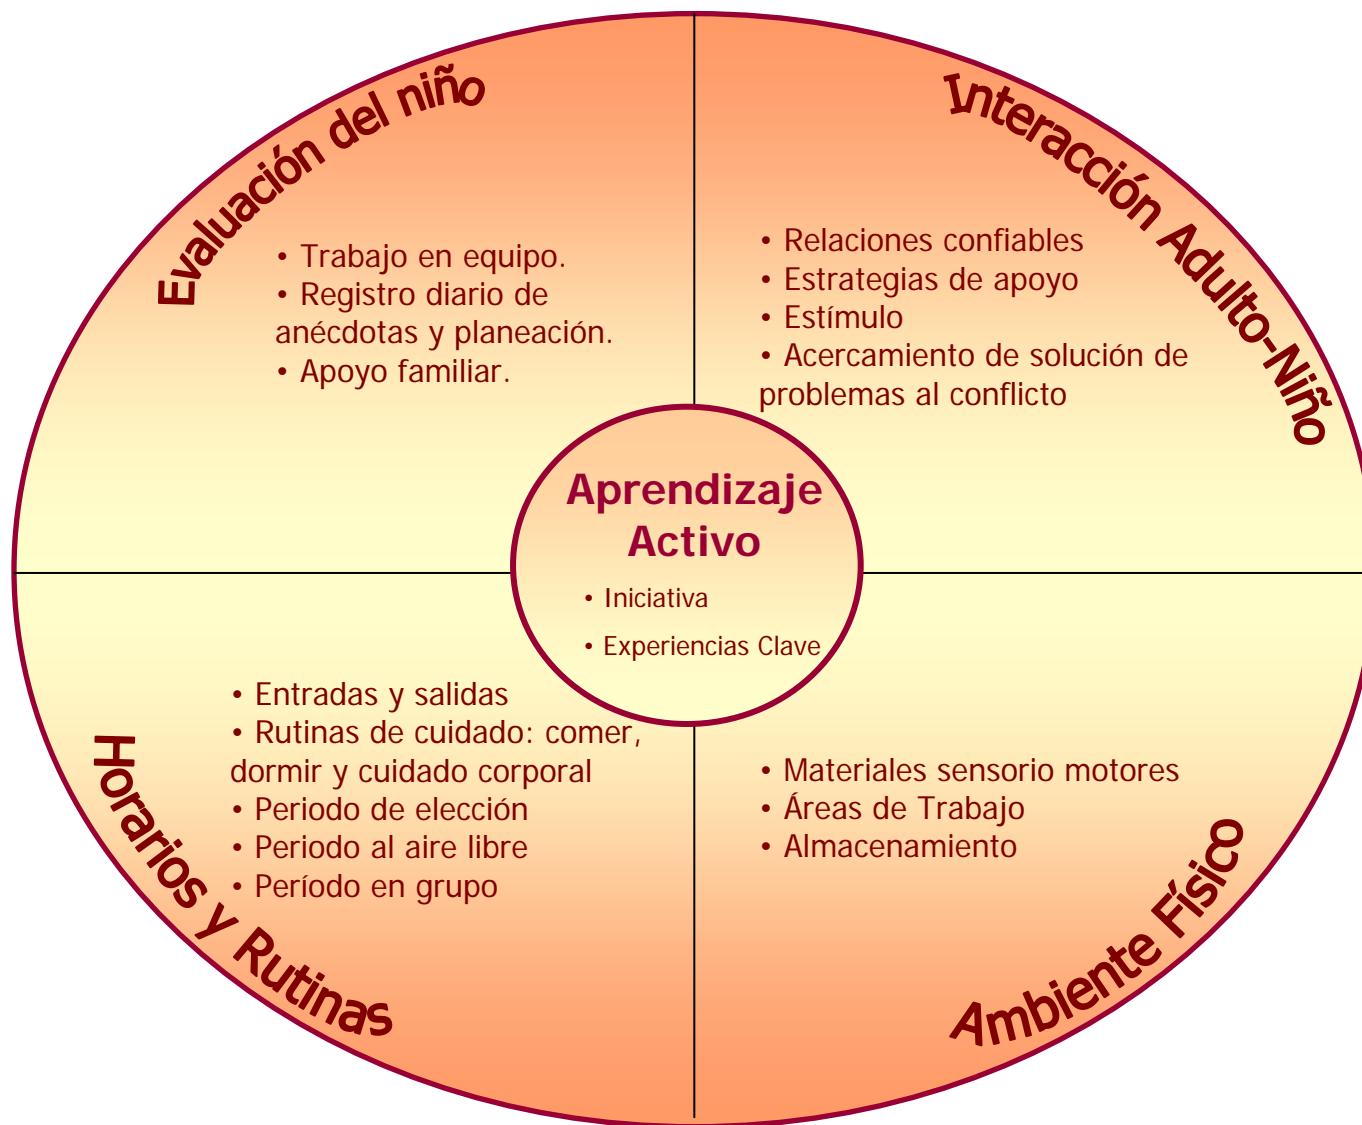 Evaluación del niño
• Trabajo en equipo.
• Registro diario de
anécdotas y planeación.
• Apoyo familiar.
Interacción Adulto-Niño
• Relaciones confiables
• Estrategias de apoyo
• Estímulo
• Acercamiento de solución de
problemas al conflicto
Aprendizaje
Activo
• Iniciativa
• Experiencias Clave
Horarios y Rutinas
• Entradas y salidas
• Rutinas de cuidado: comer,
dormir y cuidado corporal
• Periodo de elección
• Periodo al aire libre
• Período en grupo
Ambiente Físico
• Materiales sensorio motores
• Áreas de Trabajo
• Almacenamiento